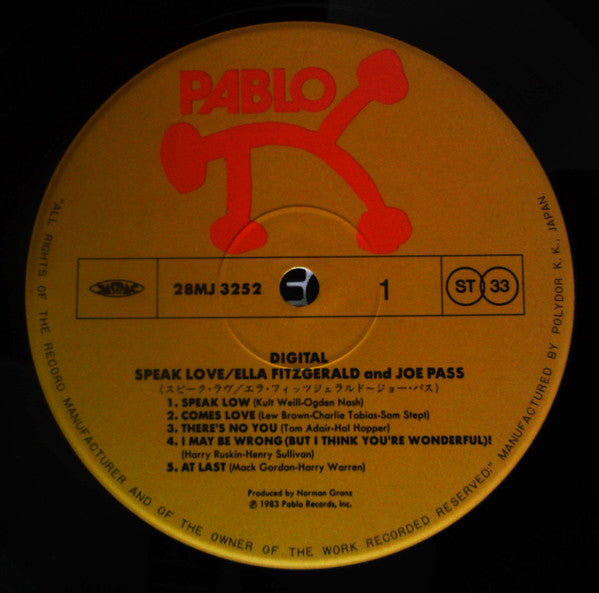 PABLO
JASRAC
28MJ 3252
1
ST 33
DIGITAL
SPEAK LOVE/ELLA FITZGERALD and JOE PASS
(スピーク・ラヴ/エラ・フィッツジェラルド〜ジョー・パス)
1. SPEAK LOW (Kult Weill-Ogden Nash)
2. COMES LOVE (Lew Brown-Charlie Tobias-Sam Stept)
3. THERE'S NO YOU (Tom Adair-Hal Hopper)
4. I MAY BE WRONG (BUT I THINK YOU'RE WONDERFUL)!
(Harry Ruskin-Henry Sullivan)
5. AT LAST (Mack Gordon-Harry Warren)
Produced by Norman Granz
Ⓟ 1983 Pablo Records, Inc.
"ALL RIGHTS OF THE RECORD MANUFACTURER AND OF THE OWNER OF THE WORK RECORDED RESERVED." MANUFACTURED BY POLYDOR K. K., JAPAN.